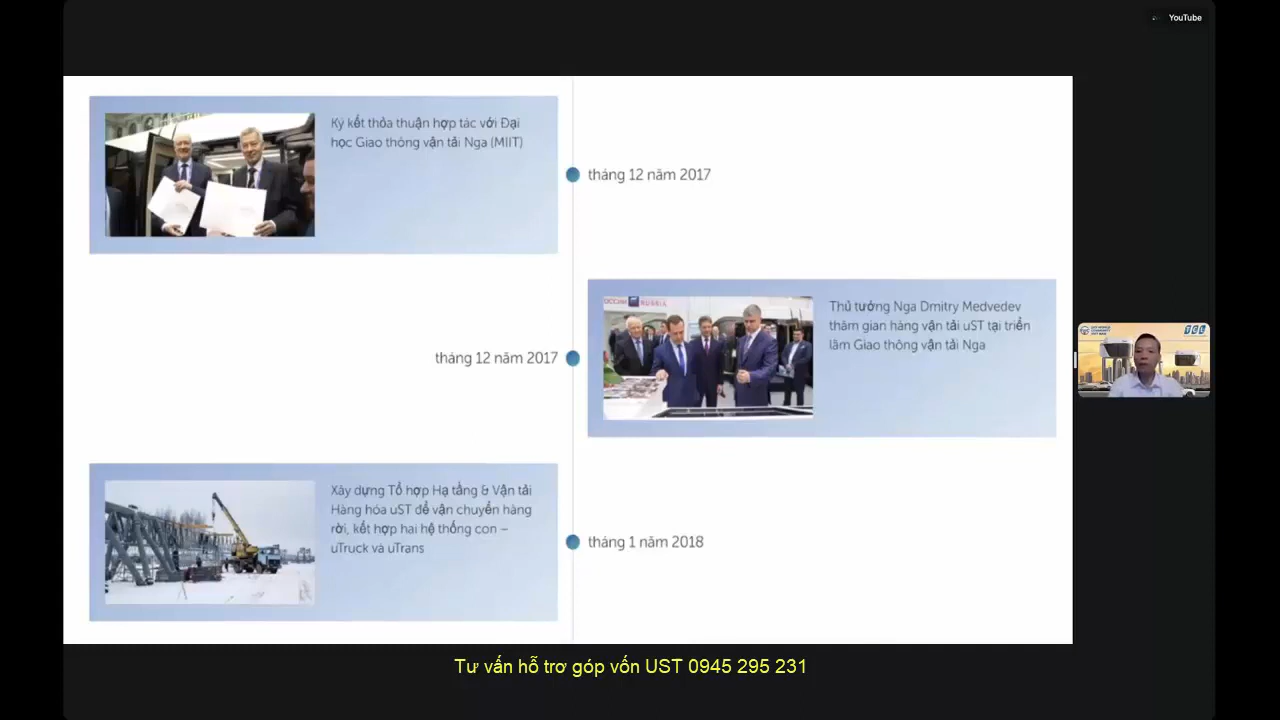 YouTube
Ký kết thỏa thuận hợp tác với Đại
học Giao thông vận tải Nga (MIIT)
tháng 12 năm 2017
RUSSIA
Thủ tướng Nga Dmitry Medvedev
thăm gian hàng vận tải uST tại triển
lãm Giao thông vận tải Nga
tháng 12 năm 2017
Xây dựng Tổ hợp Hạ tầng & Vận tải
Hàng hóa uST để vận chuyển hàng
rời, kết hợp hai hệ thống con –
uTruck và uTrans
tháng 1 năm 2018
Tư vấn hỗ trơ góp vốn UST 0945 295 231